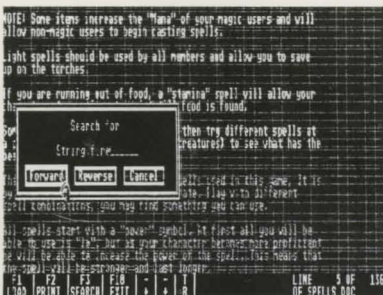 NOTE! Some items increase the "Mana" of your magic users and will
allow non-magic users to begin casting spells.
Light spells should be used by all members and allow you to save
up on the torches.
If you are running out of food, a "stamina" spell will allow your
food is found.
then try different spells at
creatures) to see what has the
Search for
String:fire______
Forward Reverse Cancel
spells used in this game. It is
Play with different
spell combinations, you may find something you can use.
All spells start with a "power" symbol. At first all you will be
able to use is "lo", but as your character becomes more proficient
he will be able to increase the power of the spell. This means that
the spell will be stronger and last longer.
F1 F2 F3 F10 - - T LINE 5 OF 136
LOAD PRINT SEARCH EXIT OF SPELLS.DOC